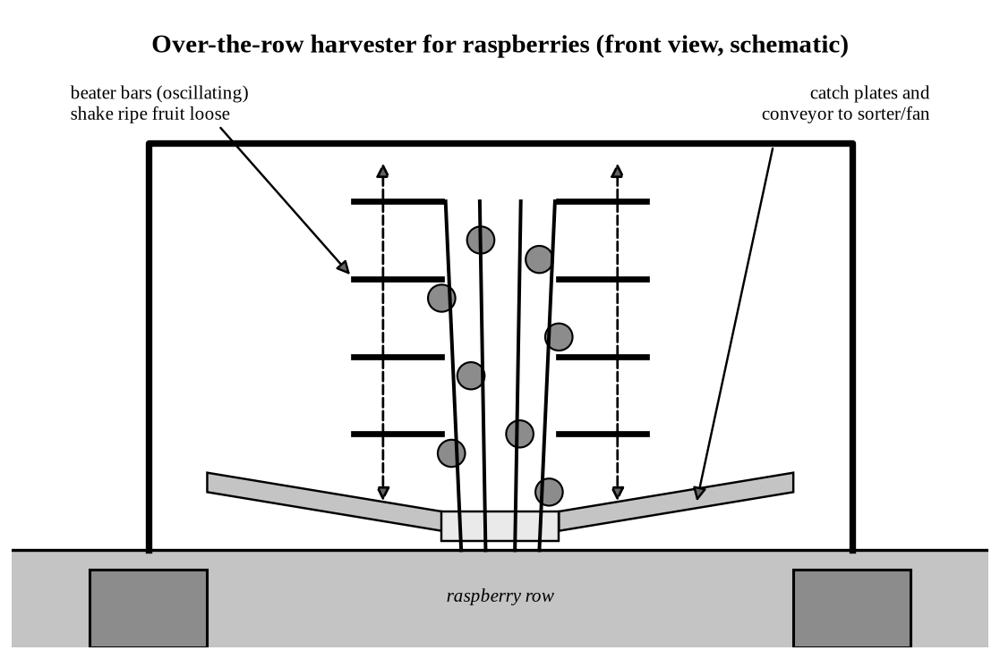 Over-the-row harvester for raspberries (front view, schematic)
beater bars (oscillating)
shake ripe fruit loose
catch plates and
conveyor to sorter/fan
raspberry row